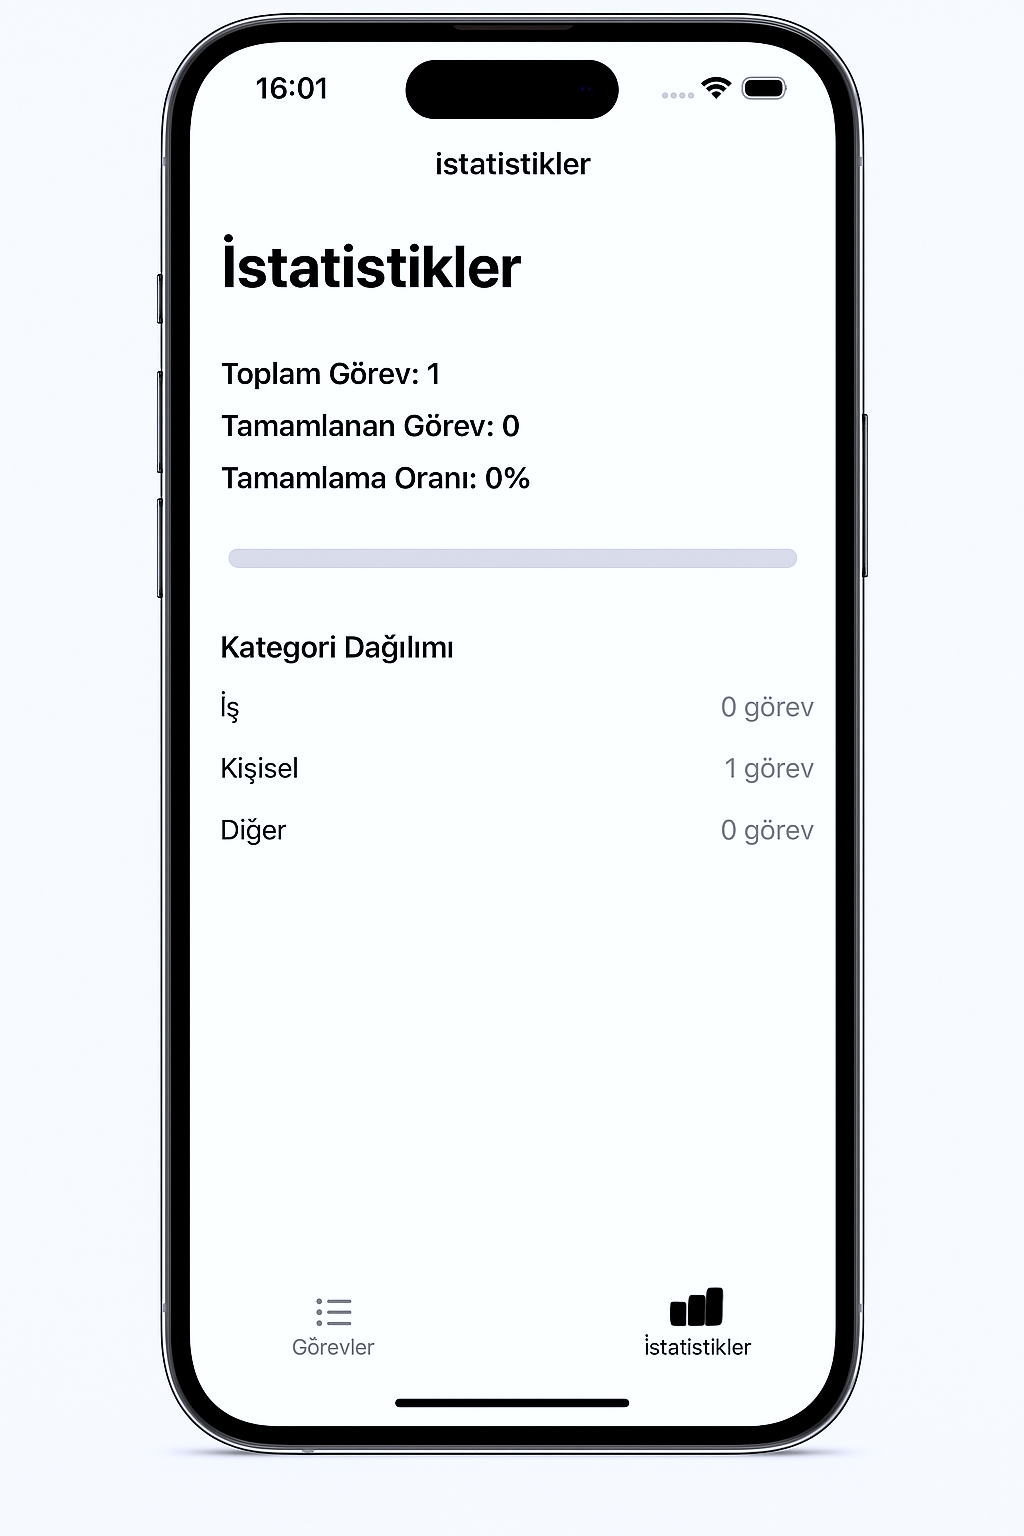 16:01
istatistikler
İstatistikler
Toplam Görev: 1
Tamamlanan Görev: 0
Tamamlama Oranı: 0%
Kategori Dağılımı
İş 0 görev
Kişisel 1 görev
Diğer 0 görev
Görevler İstatistikler